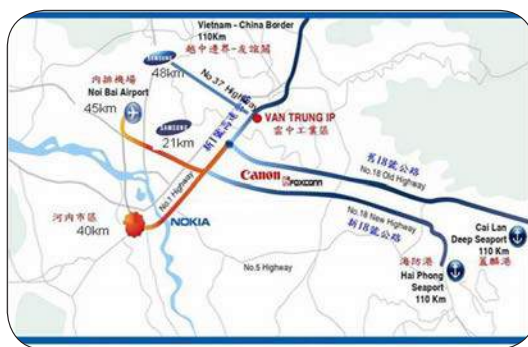 Vietnam - China Border
110Km
越中邊界-友誼關
SAMSUNG
48km
No.37 Highway
內排機場
Noi Bai Airport
45km
VAN TRUNG IP
雲中工業區
新1號高速
SAMSUNG
21km
Canon
FOXCONN
舊18號公路
No.18 Old Highway
No.1 Highway
河內市區
40km
NOKIA
No.18 New Highway
新18號公路
Cai Lan
Deep Seaport
110 Km
蓋麟港
No.5 Highway
海防港
Hai Phong
Seaport
110 Km